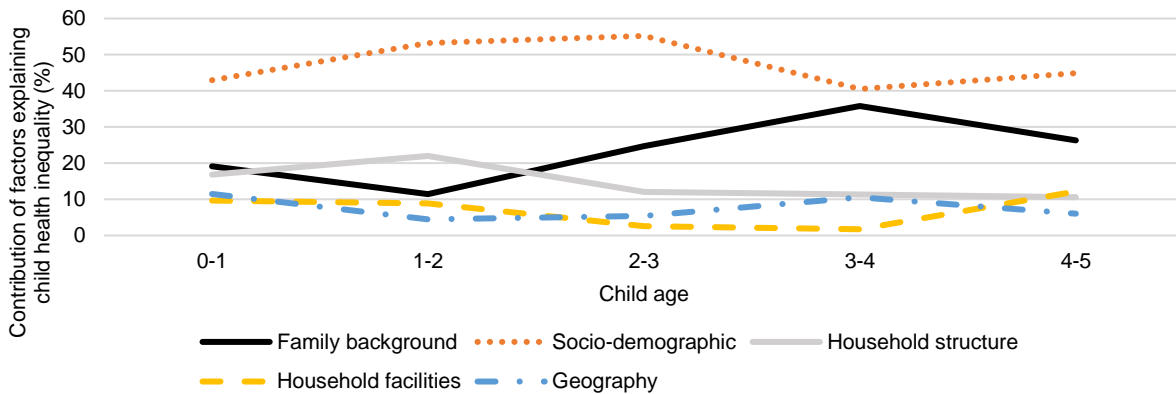 Contribution of factors explaining
child health inequality (%)
60
50
40
30
20
10
0
0-1 1-2 2-3 3-4 4-5
Child age
Family background Socio-demographic Household structure
Household facilities Geography